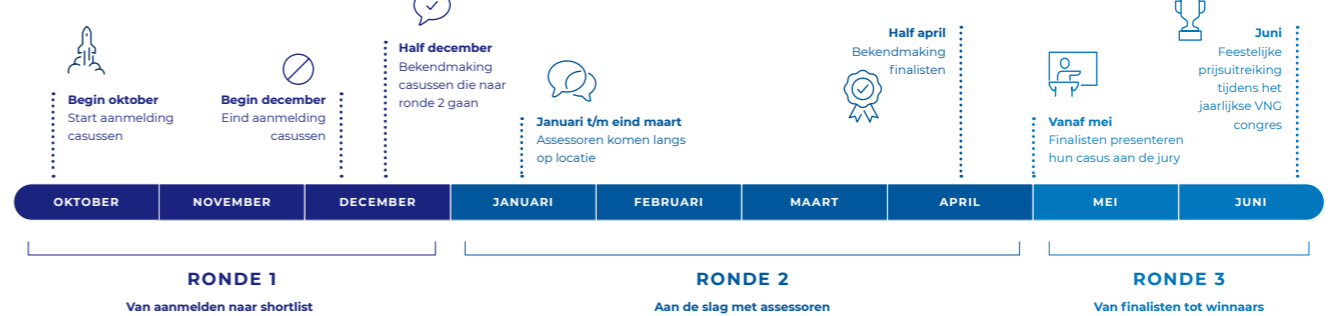 Begin oktober
Start aanmelding
casussen
Begin december
Eind aanmelding
casussen
Half december
Bekendmaking
casussen die naar
ronde 2 gaan
Januari t/m eind maart
Assessoren komen langs
op locatie
Half april
Bekendmaking
finalisten
Vanaf mei
Finalisten presenteren
hun casus aan de jury
Juni
Feestelijke
prijsuitreiking
tijdens het
jaarlijkse VNG
congres
OKTOBER
NOVEMBER
DECEMBER
JANUARI
FEBRUARI
MAART
APRIL
MEI
JUNI
RONDE 1
Van aanmelden naar shortlist
RONDE 2
Aan de slag met assessoren
RONDE 3
Van finalisten tot winnaars